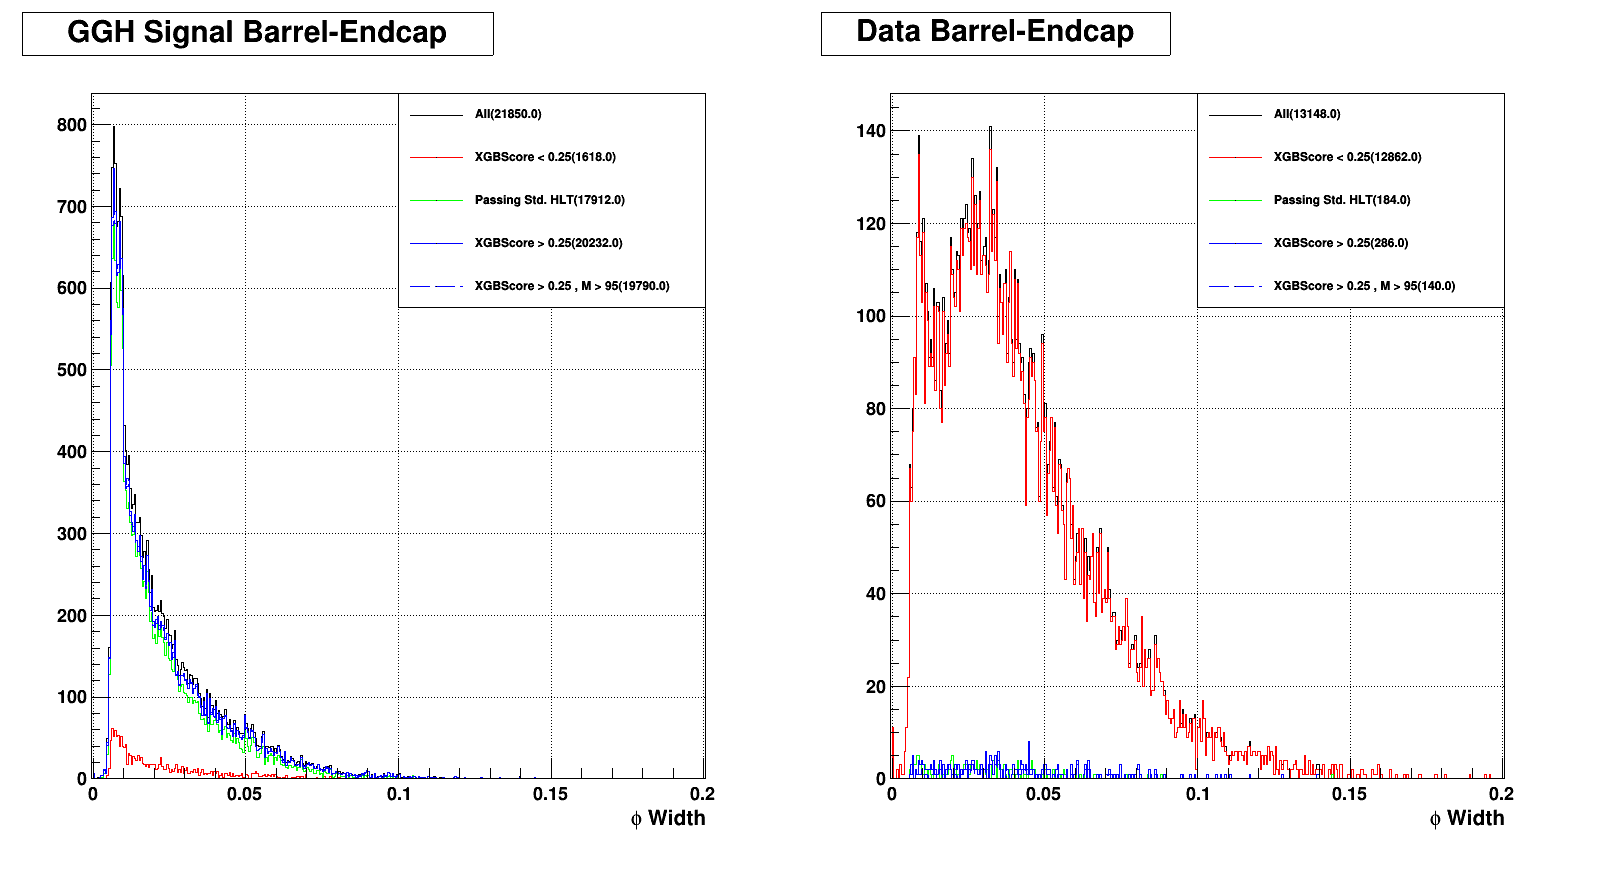 GGH Signal Barrel-Endcap
All(21850.0)
XGBScore < 0.25(1618.0)
Passing Std. HLT(17912.0)
XGBScore > 0.25(20232.0)
XGBScore > 0.25 , M > 95(19790.0)
800
700
600
500
400
300
200
100
0
0 0.05 0.1 0.15 0.2
ϕ Width
Data Barrel-Endcap
All(13148.0)
XGBScore < 0.25(12862.0)
Passing Std. HLT(184.0)
XGBScore > 0.25(286.0)
XGBScore > 0.25 , M > 95(140.0)
140
120
100
80
60
40
20
0
0 0.05 0.1 0.15 0.2
ϕ Width